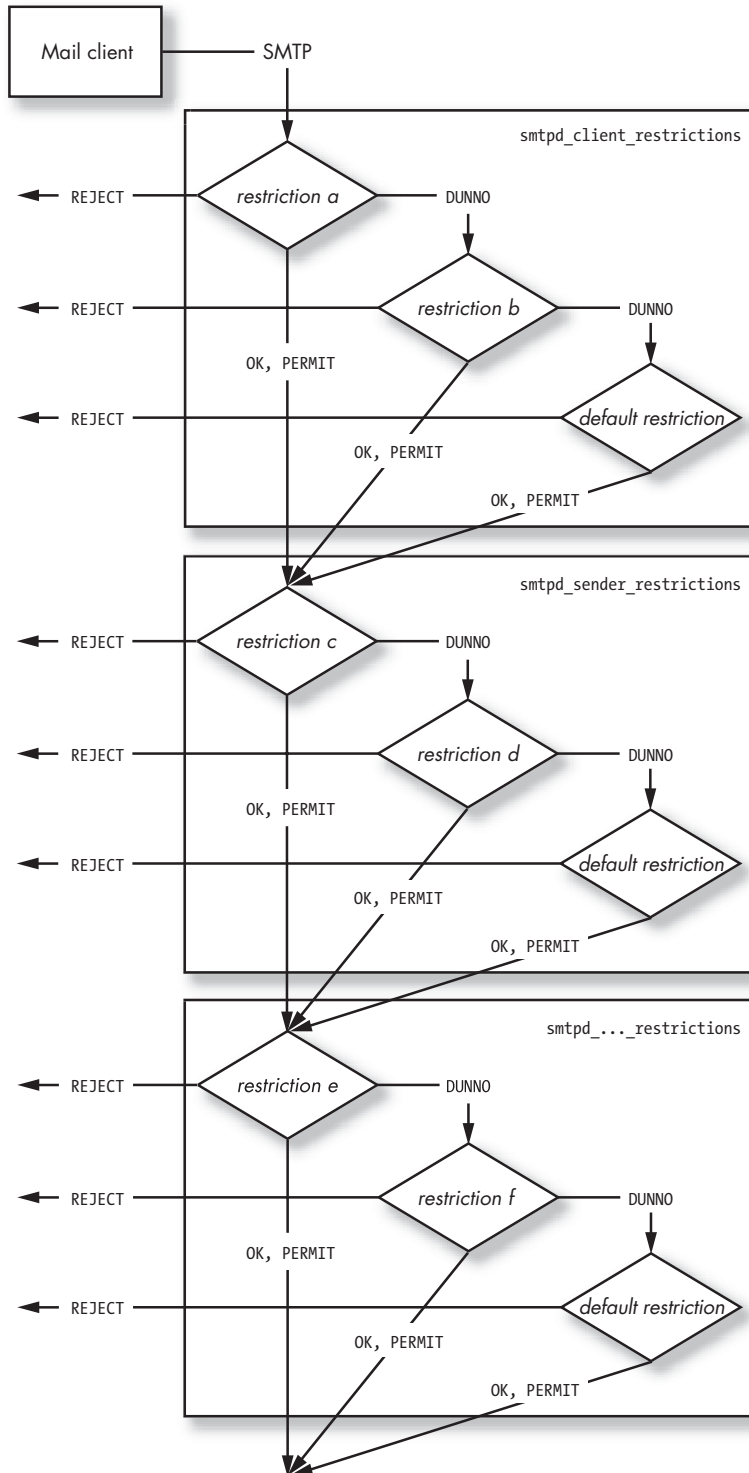 Mail client
SMTP
smtpd_client_restrictions
REJECT
restriction a
DUNNO
REJECT
restriction b
DUNNO
OK, PERMIT
REJECT
default restriction
OK, PERMIT
OK, PERMIT
smtpd_sender_restrictions
REJECT
restriction c
DUNNO
REJECT
restriction d
DUNNO
OK, PERMIT
REJECT
default restriction
OK, PERMIT
OK, PERMIT
smtpd_..._restrictions
REJECT
restriction e
DUNNO
REJECT
restriction f
DUNNO
OK, PERMIT
REJECT
default restriction
OK, PERMIT
OK, PERMIT